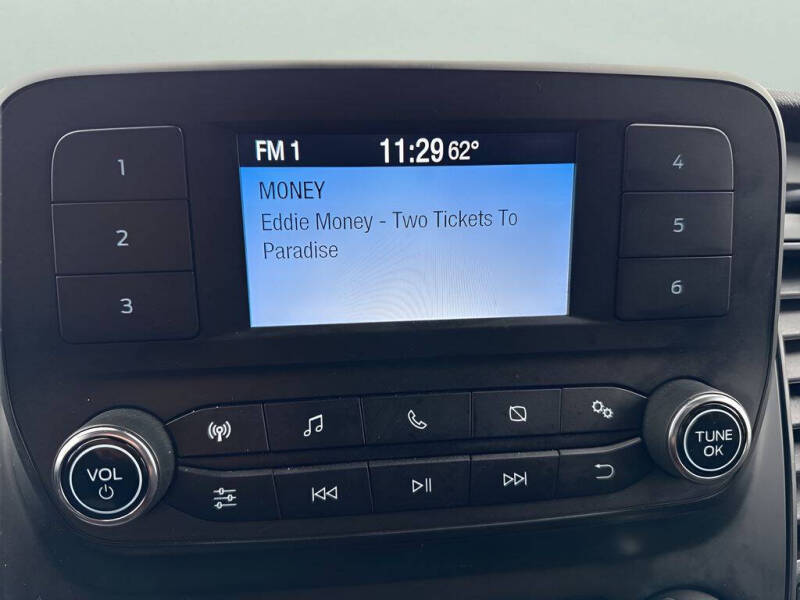 FM 1 11:29 62°
MONEY
Eddie Money - Two Tickets To
Paradise
1
2
3
4
5
6
VOL
TUNE
OK